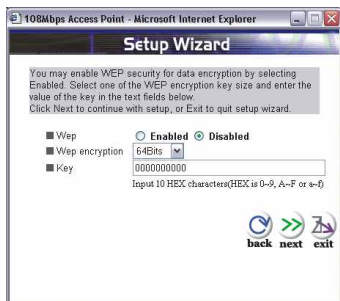 108Mbps Access Point - Microsoft Internet Explorer
Setup Wizard
You may enable WEP security for data encryption by selecting
Enabled. Select one of the WEP encryption key size and enter the
value of the key in the text fields below.
Click Next to continue with setup, or Exit to quit setup wizard.
Wep Enabled Disabled
Wep encryption 64Bits
Key 0000000000
Input 10 HEX characters(HEX is 0~9, A~F or a~f)
back next exit